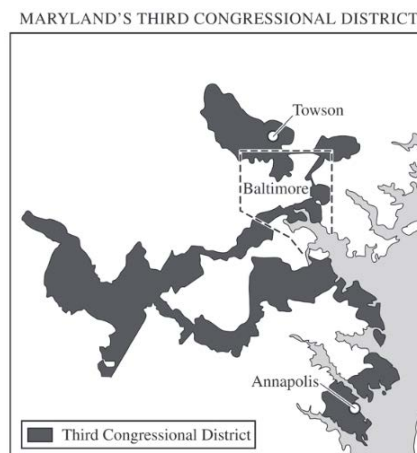 MARYLAND'S THIRD CONGRESSIONAL DISTRICT
Towson
Baltimore
Annapolis
Third Congressional District